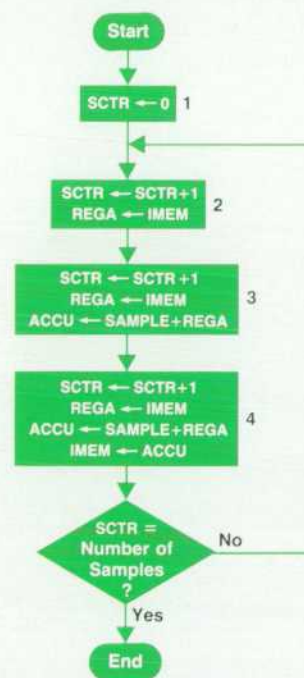 Start
SCTR ← 0 1
SCTR ← SCTR+1
REGA ← IMEM
2
SCTR ← SCTR+1
REGA ← IMEM
ACCU ← SAMPLE+REGA
3
SCTR ← SCTR+1
REGA ← IMEM
ACCU ← SAMPLE+REGA
IMEM ← ACCU
4
SCTR =
Number of
Samples
?
No
Yes
End